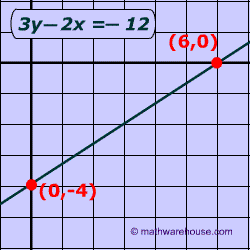 3y−2x =− 12
(6,0)
(0,-4)
© mathwarehouse.com